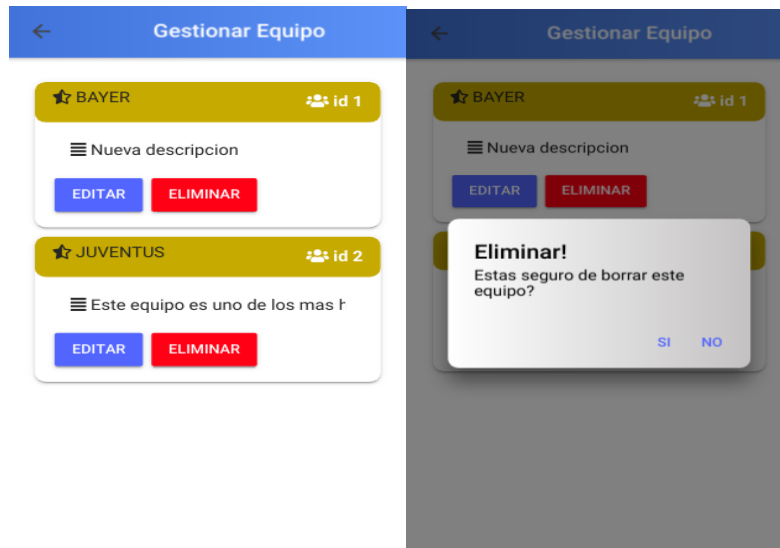 Gestionar Equipo
BAYER
id 1
Nueva descripcion
EDITAR ELIMINAR
JUVENTUS
id 2
Este equipo es uno de los mas h
EDITAR ELIMINAR
Gestionar Equipo
BAYER
id 1
Nueva descripcion
EDITAR ELIMINAR
Eliminar!
Estas seguro de borrar este
equipo?
SI NO